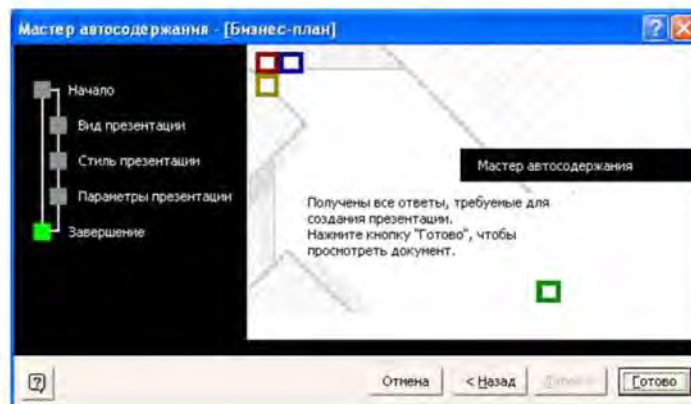 Мастер автосодержания - [Бизнес-план]
Начало
Вид презентации
Стиль презентации
Параметры презентации
Завершение
Мастер автосодержания
Получены все ответы, требуемые для
создания презентации.
Нажмите кнопку "Готово", чтобы
просмотреть документ.
Отмена
< Назад
Готово